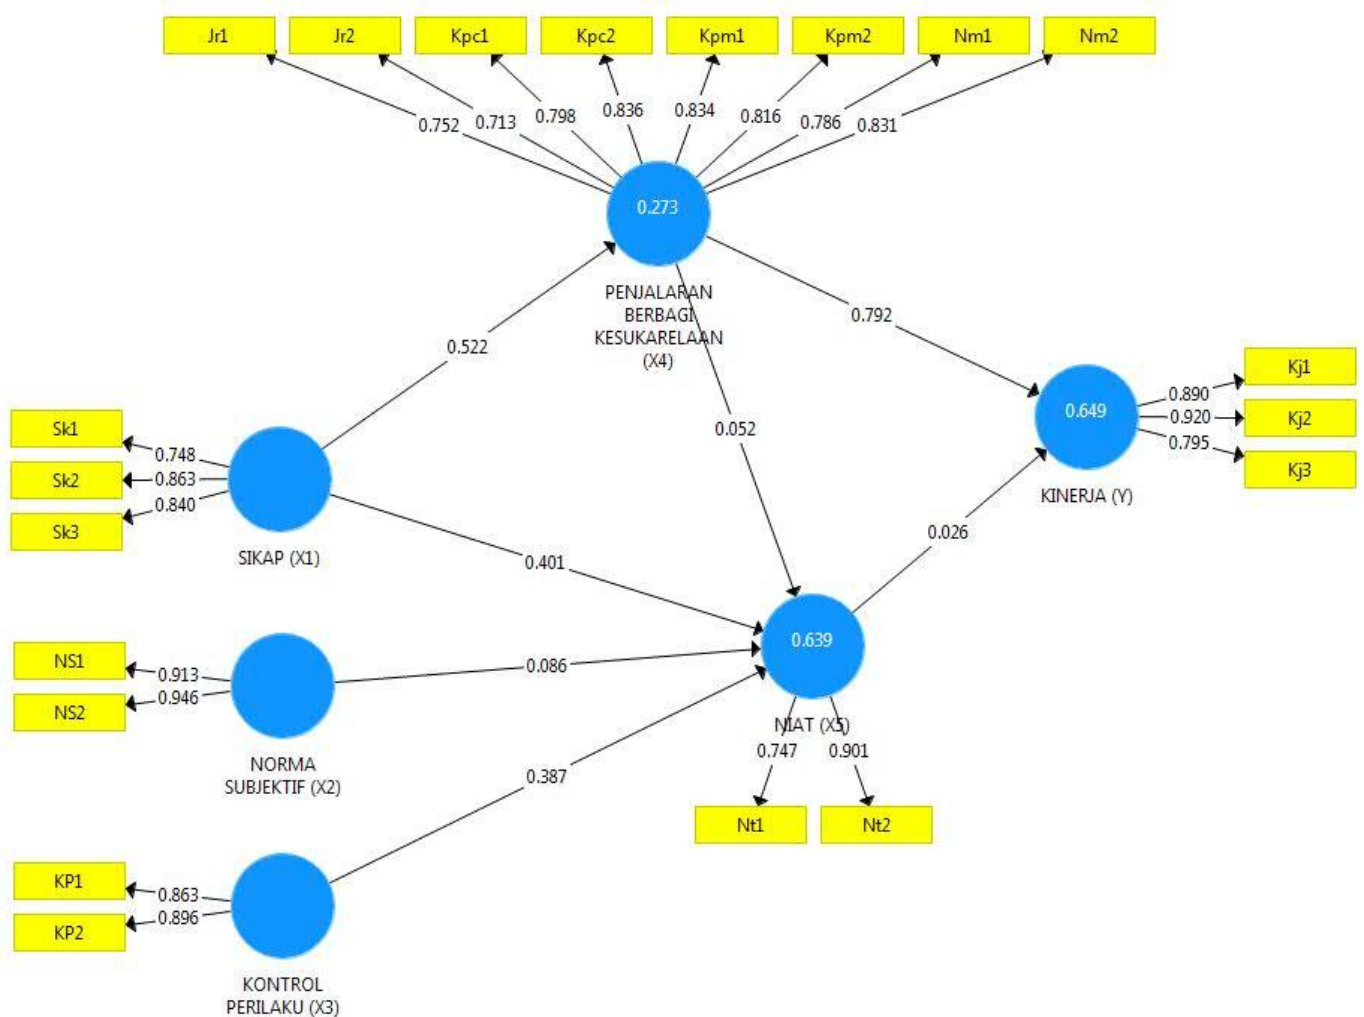 Jr1
Jr2
Kpc1
Kpc2
Kpm1
Kpm2
Nm1
Nm2
0.752
0.713
0.798
0.836
0.834
0.816
0.786
0.831
0.273
PENJALARAN
BERBAGI
KESUKARELAAN
(X4)
0.522
0.792
0.052
Sk1
Sk2
Sk3
0.748
0.863
0.840
SIKAP (X1)
0.401
0.649
KINERJA (Y)
0.890
0.920
0.795
Kj1
Kj2
Kj3
0.026
NS1
NS2
0.913
0.946
NORMA
SUBJEKTIF (X2)
0.086
0.639
NIAT (X5)
0.747
0.901
Nt1
Nt2
0.387
KP1
KP2
0.863
0.896
KONTROL
PERILAKU (X3)